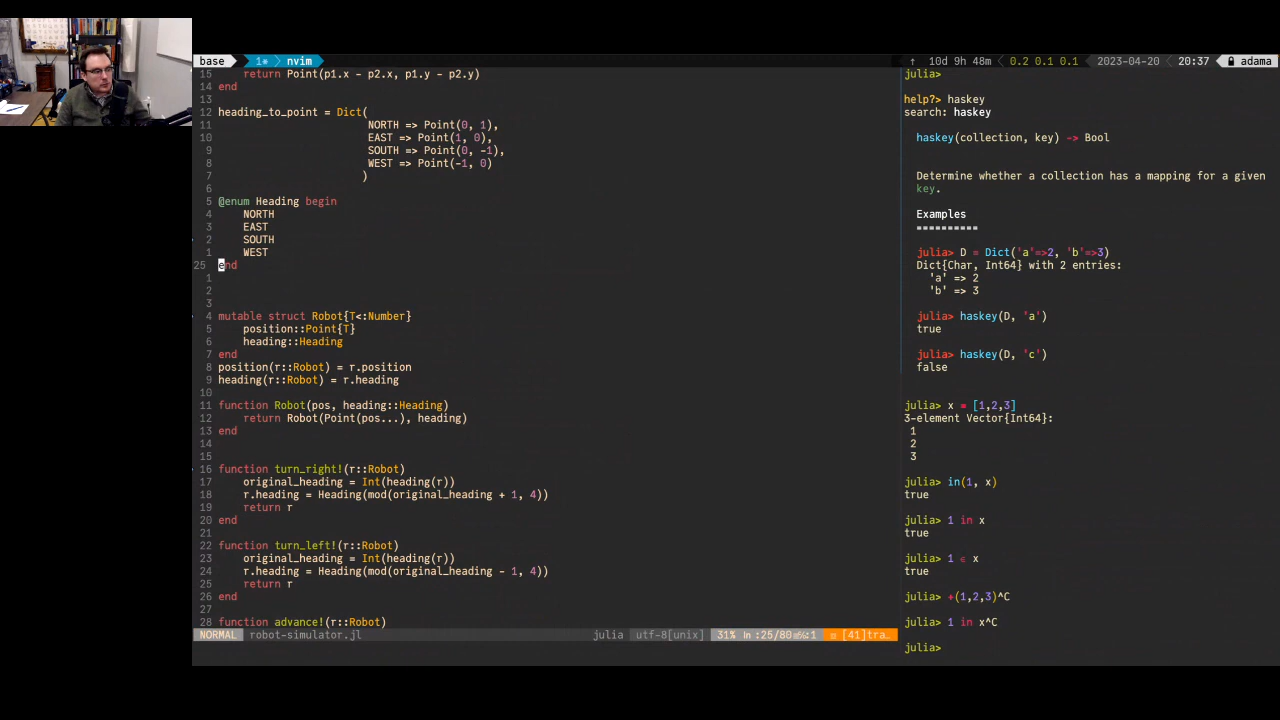 base 1* nvim ↑ 10d 9h 48m 0.2 0.1 0.1 2023-04-20 20:37 adama
15     return Point(p1.x - p2.x, p1.y - p2.y)
14 end
13
12 heading_to_point = Dict(
11                         NORTH => Point(0, 1),
10                         EAST => Point(1, 0),
9                         SOUTH => Point(0, -1),
8                         WEST => Point(-1, 0)
7                        )
6
5 @enum Heading begin
4     NORTH
3     EAST
2     SOUTH
1     WEST
25 end
1
2
3
4 mutable struct Robot{T<:Number}
5     position::Point{T}
6     heading::Heading
7 end
8 position(r::Robot) = r.position
9 heading(r::Robot) = r.heading
10
11 function Robot(pos, heading::Heading)
12     return Robot(Point(pos...), heading)
13 end
14
15
16 function turn_right!(r::Robot)
17     original_heading = Int(heading(r))
18     r.heading = Heading(mod(original_heading + 1, 4))
19     return r
20 end
21
22 function turn_left!(r::Robot)
23     original_heading = Int(heading(r))
24     r.heading = Heading(mod(original_heading - 1, 4))
25     return r
26 end
27
28 function advance!(r::Robot)
NORMAL robot-simulator.jl julia utf-8[unix] 31% :25/80 :1 [41]tra…
julia>
help?> haskey
search: haskey
haskey(collection, key) -> Bool
Determine whether a collection has a mapping for a given
key.
Examples
==========
julia> D = Dict('a'=>2, 'b'=>3)
Dict{Char, Int64} with 2 entries:
'a' => 2
'b' => 3
julia> haskey(D, 'a')
true
julia> haskey(D, 'c')
false
julia> x = [1,2,3]
3-element Vector{Int64}:
1
2
3
julia> in(1, x)
true
julia> 1 in x
true
julia> 1 ∈ x
true
julia> +(1,2,3)^C
julia> 1 in x^C
julia>